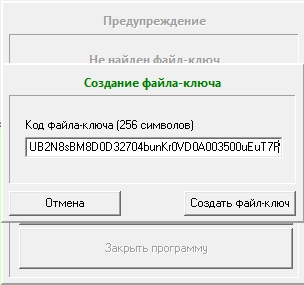 Предупреждение
Не найден файл-ключ
Создание файла-ключа
Код файла-ключа (256 символов)
UB2N8sBM8D0D32704bunKr0VD0A003500uEuT7F
Отмена
Создать файл-ключ
Закрыть программу